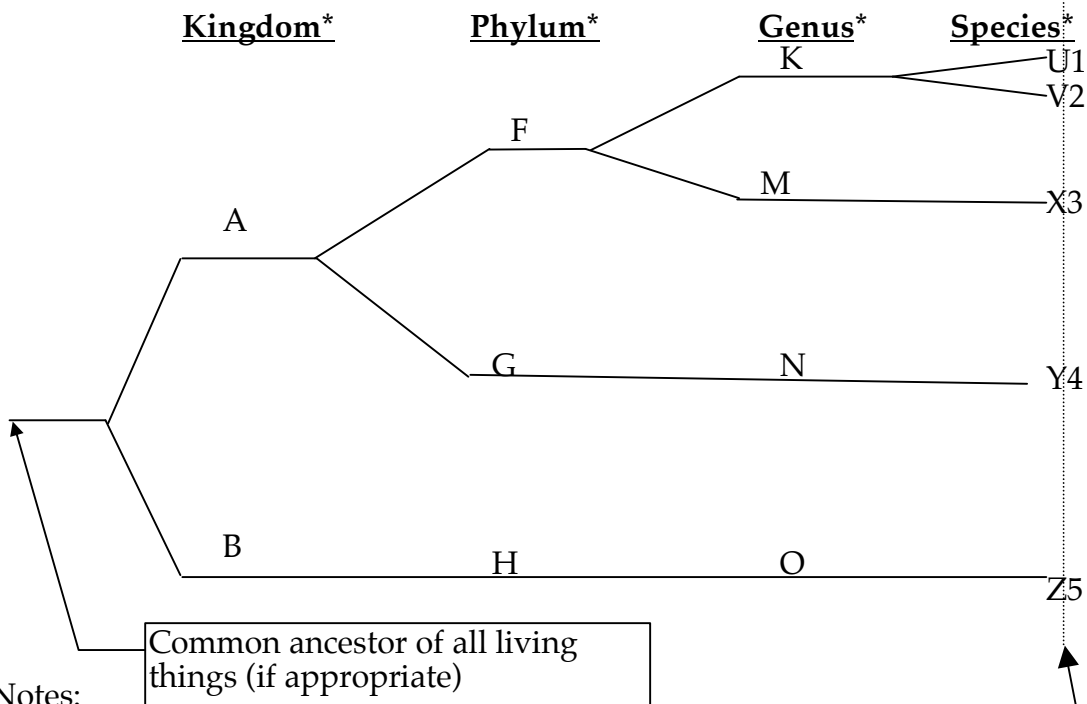 Kingdom* Phylum* Genus* Species*
K U1
V2
F
M X3
A
G N Y4
B H O Z5
Common ancestor of all living
things (if appropriate)
Notes: